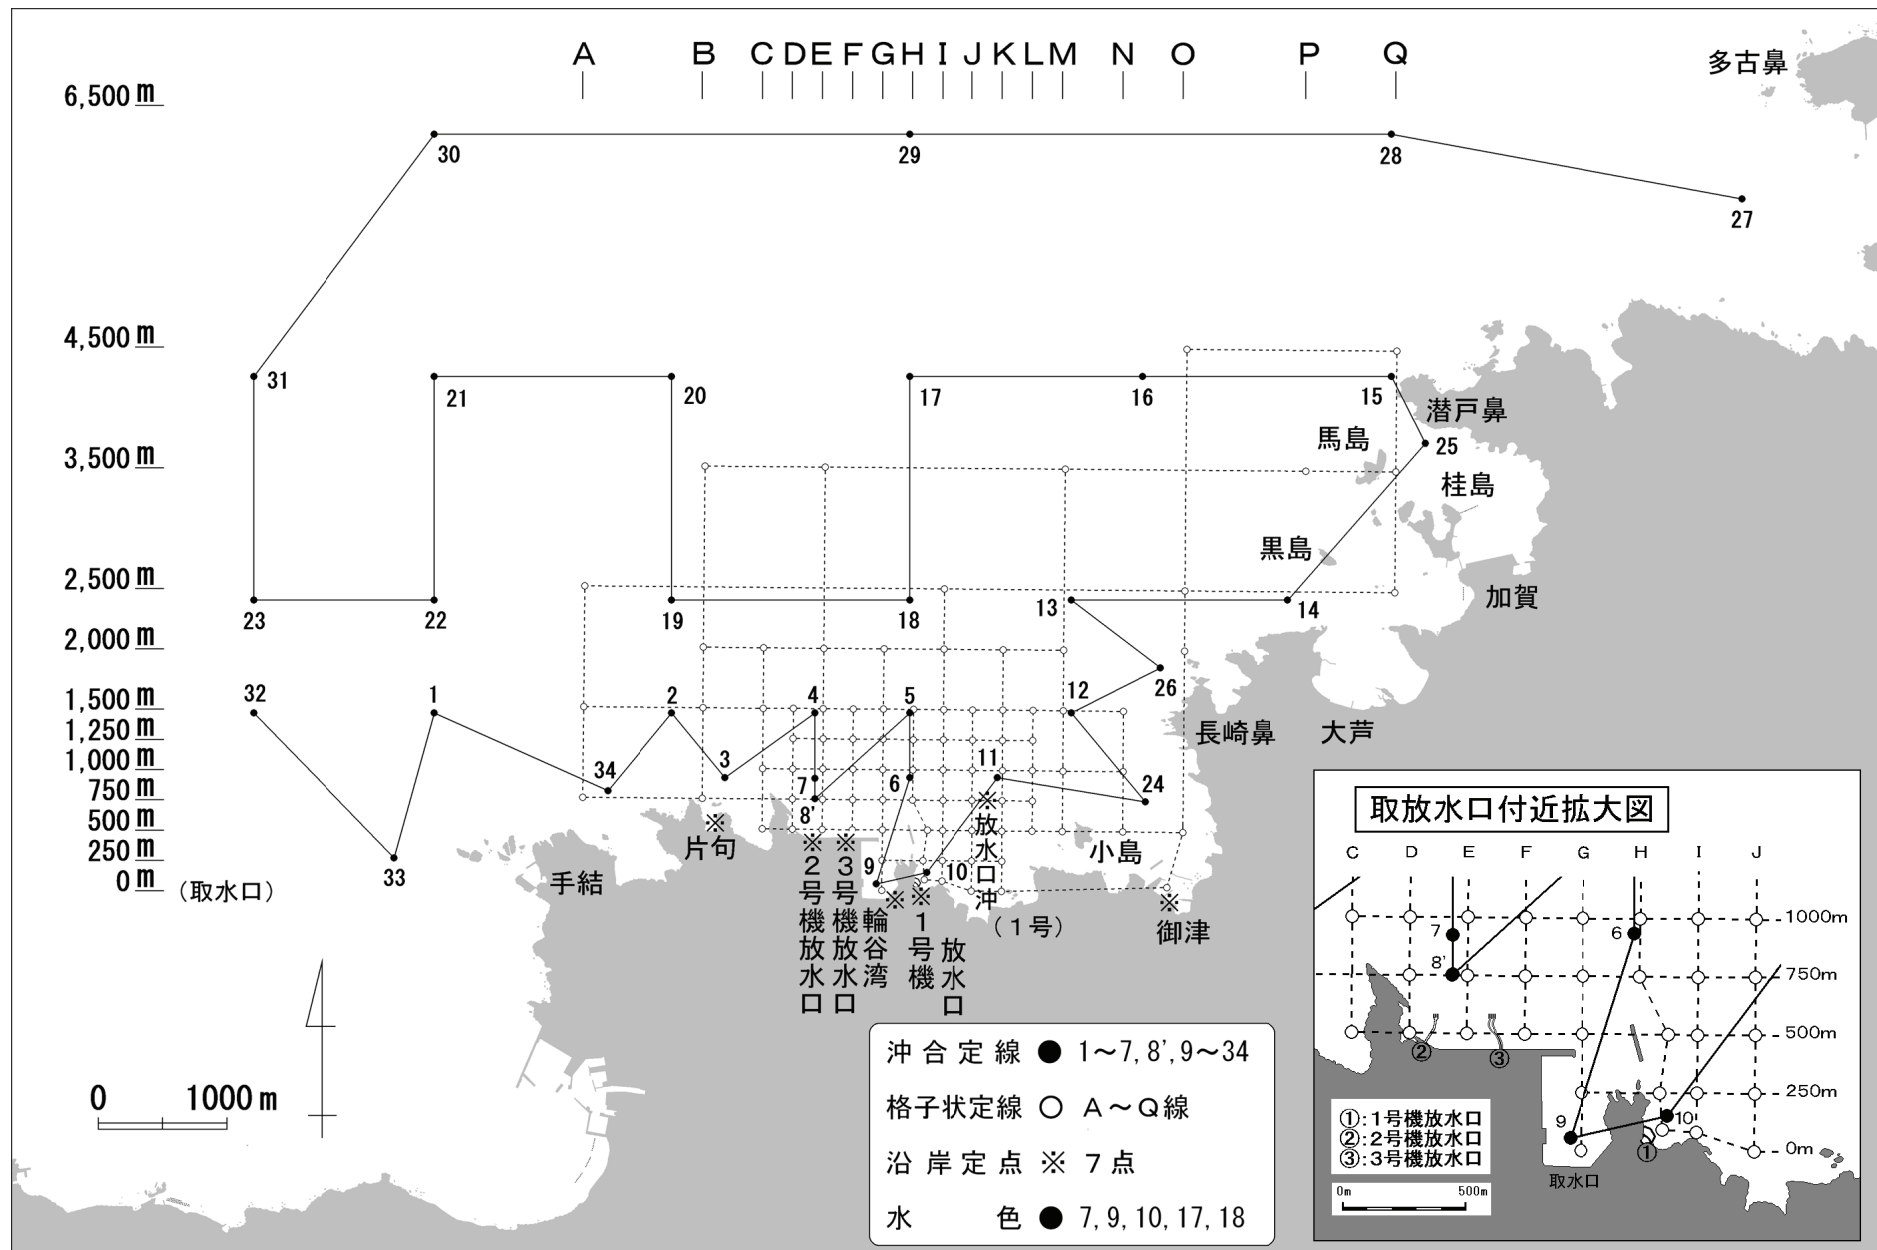 A B C D E F G H I J K L M N O P Q
多古鼻
6,500 m
30
29
28
27
4,500 m
31
21
20
17
16
15
潜戸鼻
馬島
25
3,500 m
桂島
黒島
2,500 m
加賀
23
22
19
18
13
14
2,000 m
26
32
1
2
4
5
12
1,500 m
長崎鼻
大芦
1,250 m
1,000 m
34
3
7
6
11
24
750 m
8'
500 m
※
片句
※
※
※
小島
250 m
9
10
0 m
(取水口)
33
手結
※
※
※
御津
2号機放水口
3号機放水口
輪谷湾
1号機
放水口
放水口沖
(1号)
0 1000 m
沖合定線 ● 1~7, 8', 9~34
格子状定線 ○ A~Q線
沿岸定点 ※ 7点
水色 ● 7, 9, 10, 17, 18
取放水口付近拡大図
C D E F G H I J
1000m
7
6
8'
750m
500m
②
③
250m
9
10
①
0m
取水口
①:1号機放水口
②:2号機放水口
③:3号機放水口
0m 500m